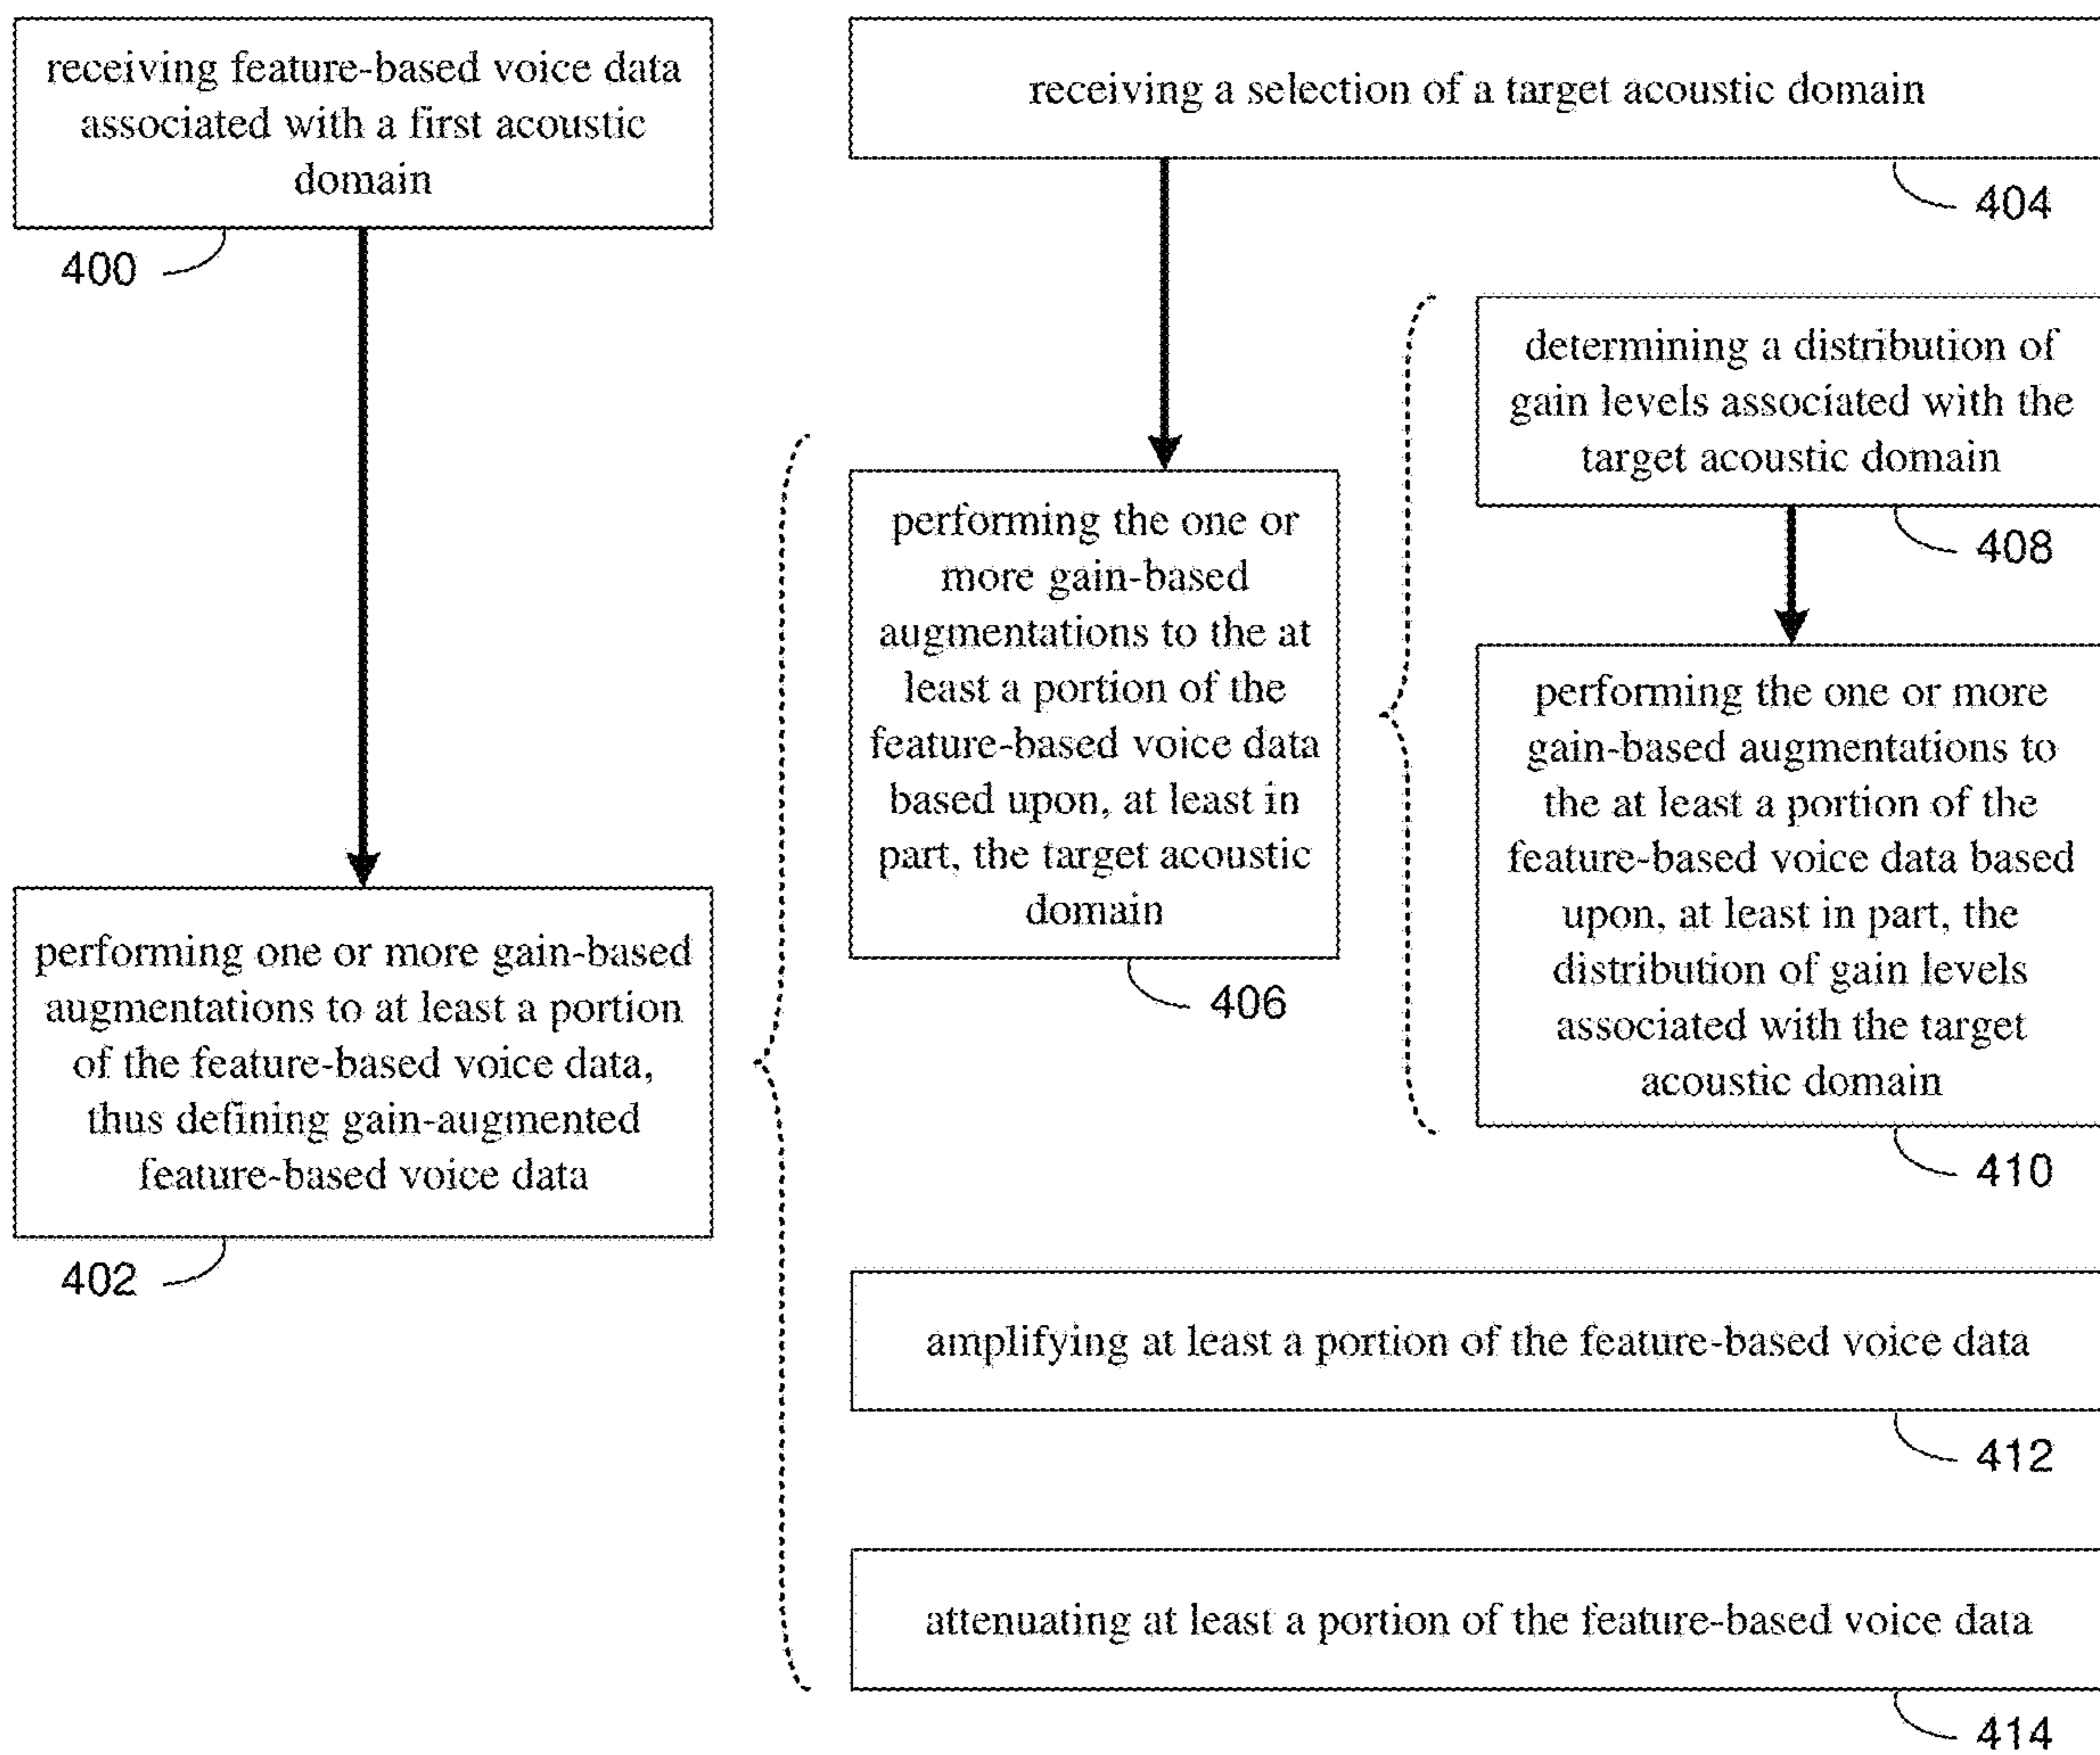 receiving feature-based voice data
associated with a first acoustic
domain
400
performing one or more gain-based
augmentations to at least a portion
of the feature-based voice data,
thus defining gain-augmented
feature-based voice data
402
receiving a selection of a target acoustic domain
404
performing the one or
more gain-based
augmentations to the at
least a portion of the
feature-based voice data
based upon, at least in
part, the target acoustic
domain
406
determining a distribution of
gain levels associated with the
target acoustic domain
408
performing the one or more
gain-based augmentations to
the at least a portion of the
feature-based voice data based
upon, at least in part, the
distribution of gain levels
associated with the target
acoustic domain
410
amplifying at least a portion of the feature-based voice data
412
attenuating at least a portion of the feature-based voice data
414